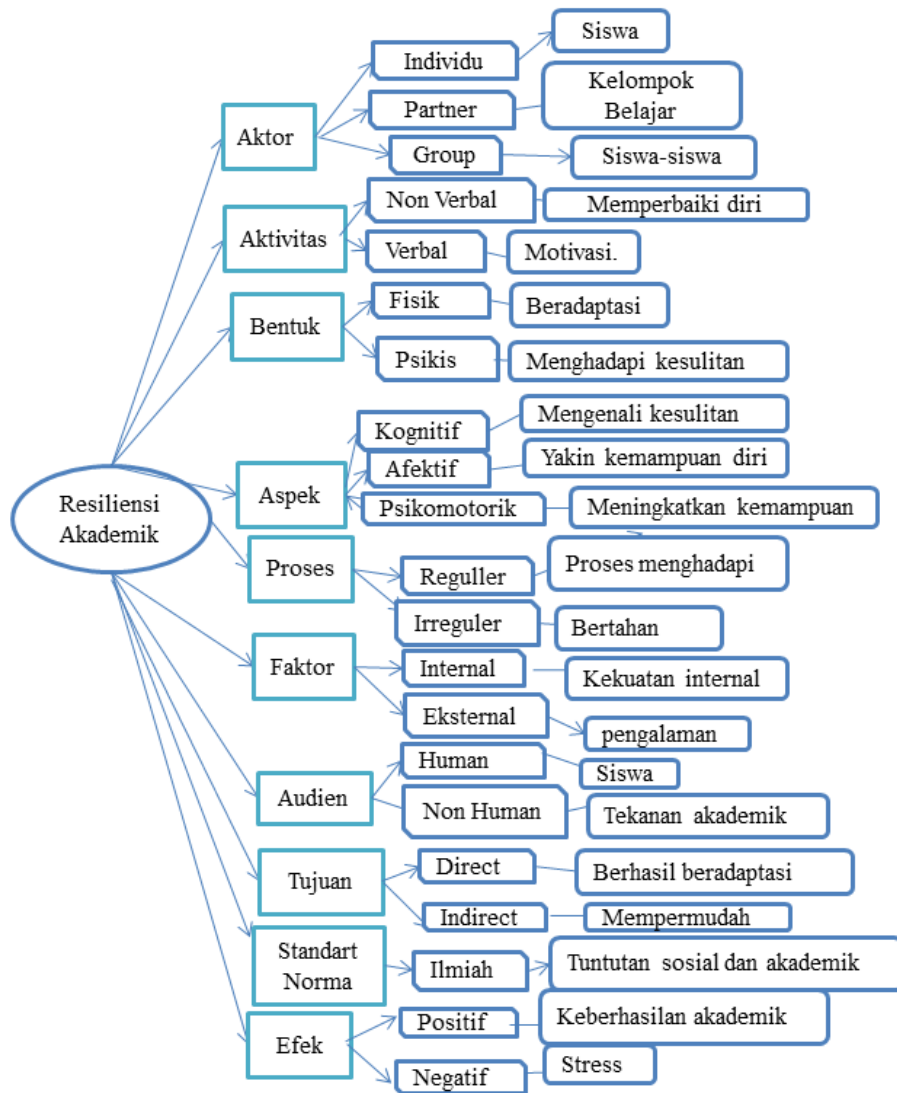 Resiliensi
Akademik
Aktor
Individu
Siswa
Partner
Kelompok
Belajar
Group
Siswa-siswa
Aktivitas
Non Verbal
Memperbaiki diri
Verbal
Motivasi.
Bentuk
Fisik
Beradaptasi
Psikis
Menghadapi kesulitan
Aspek
Kognitif
Mengenali kesulitan
Afektif
Yakin kemampuan diri
Psikomotorik
Meningkatkan kemampuan
Proses
Reguller
Proses menghadapi
Irreguler
Bertahan
Faktor
Internal
Kekuatan internal
Eksternal
pengalaman
Audien
Human
Siswa
Non Human
Tekanan akademik
Tujuan
Direct
Berhasil beradaptasi
Indirect
Mempermudah
Standart
Norma
Ilmiah
Tuntutan sosial dan akademik
Efek
Positif
Keberhasilan akademik
Negatif
Stress